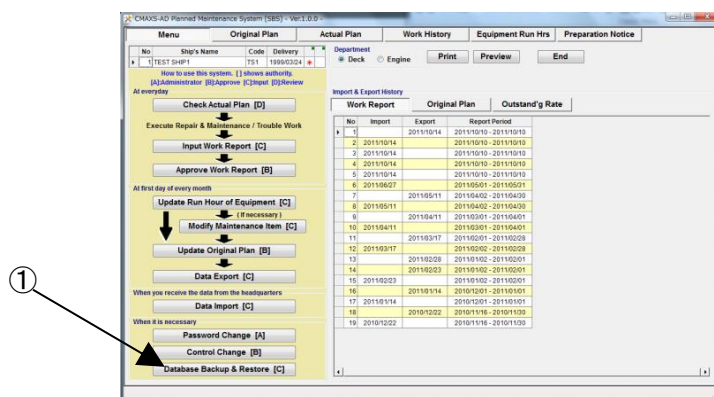 CMAXS-AD Planned Maintenance System [SBS] - Ver.1.0.0 -
Menu Original Plan Actual Plan Work History Equipment Run Hrs Preparation Notice
No Ship's Name Code Delivery
1 TEST SHIP1 TS1 1999/03/24 *
Department
Deck Engine Print Preview End
How to use this system. [ ] shows authority.
[A]:Administrator [B]:Approve [C]:Input [D]:Review
At everyday
Check Actual Plan [D]
Execute Repair & Maintenance / Trouble Work
Input Work Report [C]
Approve Work Report [B]
At first day of every month
Update Run Hour of Equipment [C]
( If necessary )
Modify Maintenance Item [C]
Update Original Plan [B]
Data Export [C]
When you receive the data from the headquarters
Data Import [C]
When it is necessary
Password Change [A]
Control Change [B]
Database Backup & Restore [C]
①
Import & Export History
Work Report Original Plan Outstand'g Rate
No Import Export Report Period
1 2011/10/14 2011/10/10 - 2011/10/10
2 2011/10/14 2011/10/10 - 2011/10/10
3 2011/10/14 2011/10/10 - 2011/10/10
4 2011/10/14 2011/10/10 - 2011/10/10
5 2011/10/14 2011/10/10 - 2011/10/10
6 2011/06/27 2011/05/01 - 2011/05/31
7 2011/05/11 2011/04/02 - 2011/04/30
8 2011/05/11 2011/04/02 - 2011/04/30
9 2011/04/11 2011/03/01 - 2011/04/01
10 2011/04/11 2011/03/01 - 2011/04/01
11 2011/03/17 2011/02/01 - 2011/02/28
12 2011/03/17 2011/02/02 - 2011/02/28
13 2011/02/28 2011/01/02 - 2011/02/01
14 2011/02/23 2011/01/02 - 2011/02/01
15 2011/02/23 2011/01/02 - 2011/02/01
16 2011/01/14 2010/12/01 - 2011/01/01
17 2011/01/14 2010/12/01 - 2011/01/01
18 2010/12/22 2010/11/16 - 2010/11/30
19 2010/12/22 2010/11/16 - 2010/11/30